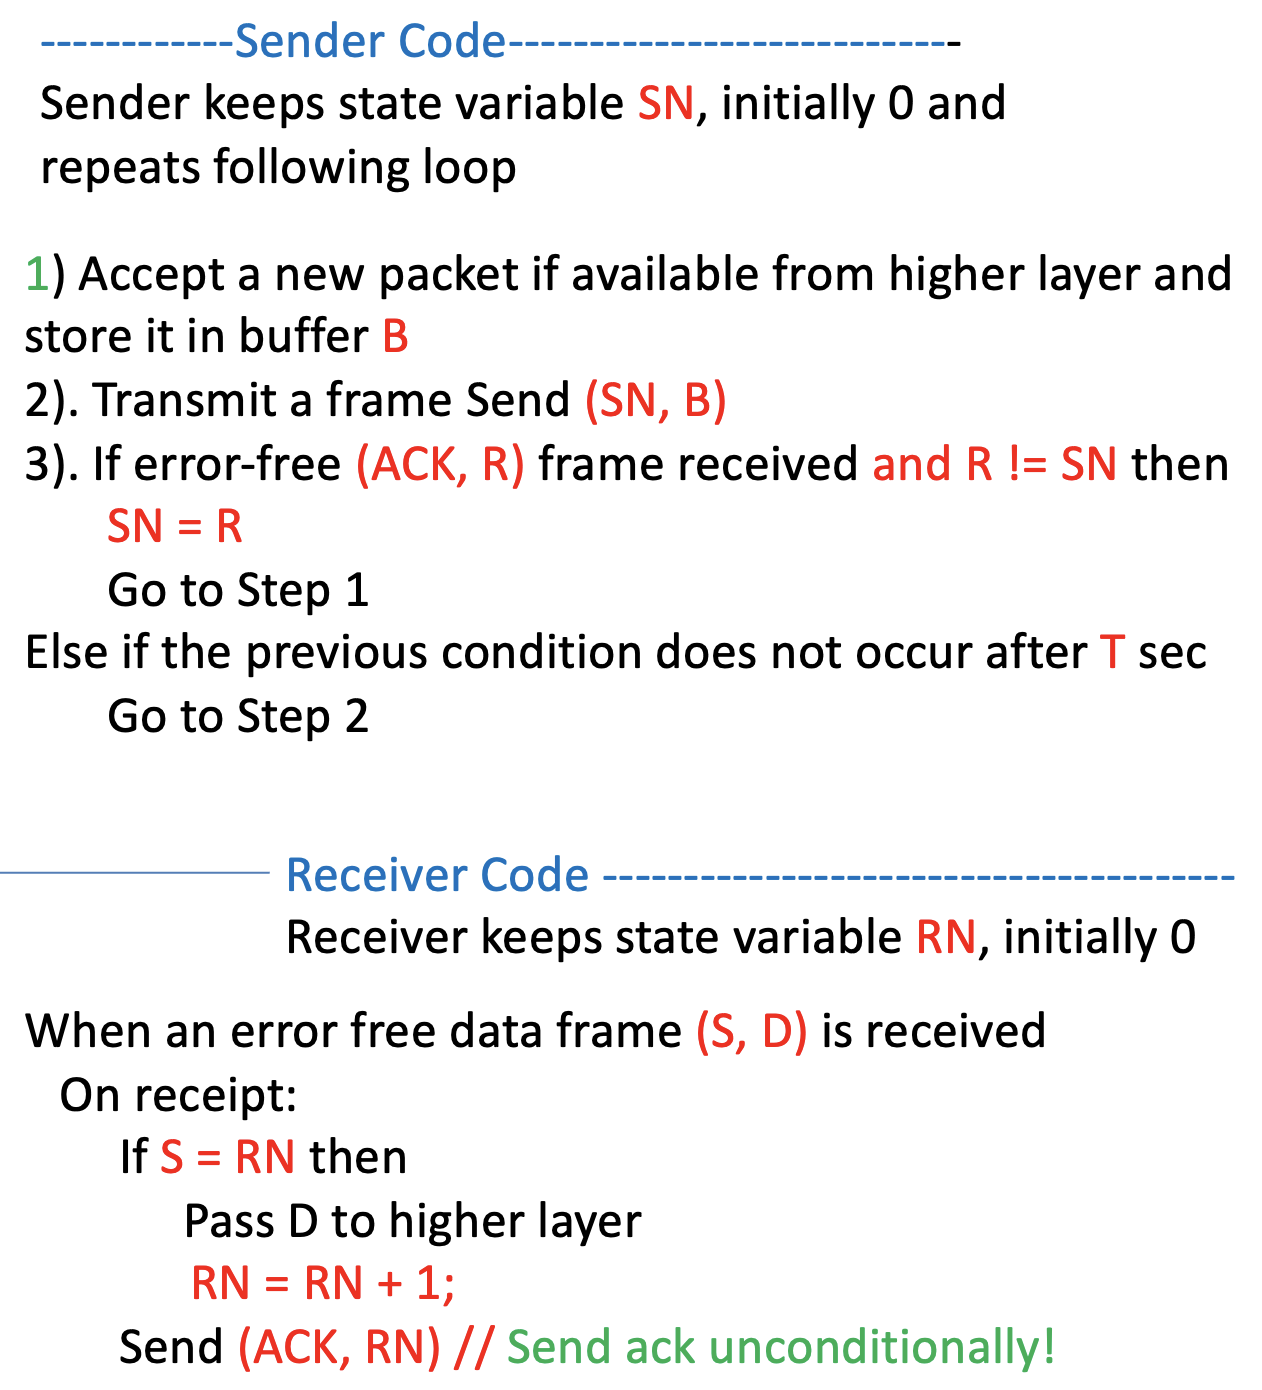 ------------Sender Code----------------------------
Sender keeps state variable SN, initially 0 and
repeats following loop
1) Accept a new packet if available from higher layer and
store it in buffer B
2). Transmit a frame Send (SN, B)
3). If error-free (ACK, R) frame received and R != SN then
SN = R
Go to Step 1
Else if the previous condition does not occur after T sec
Go to Step 2
Receiver Code ---------------------------------------
Receiver keeps state variable RN, initially 0
When an error free data frame (S, D) is received
On receipt:
If S = RN then
Pass D to higher layer
RN = RN + 1;
Send (ACK, RN) // Send ack unconditionally!